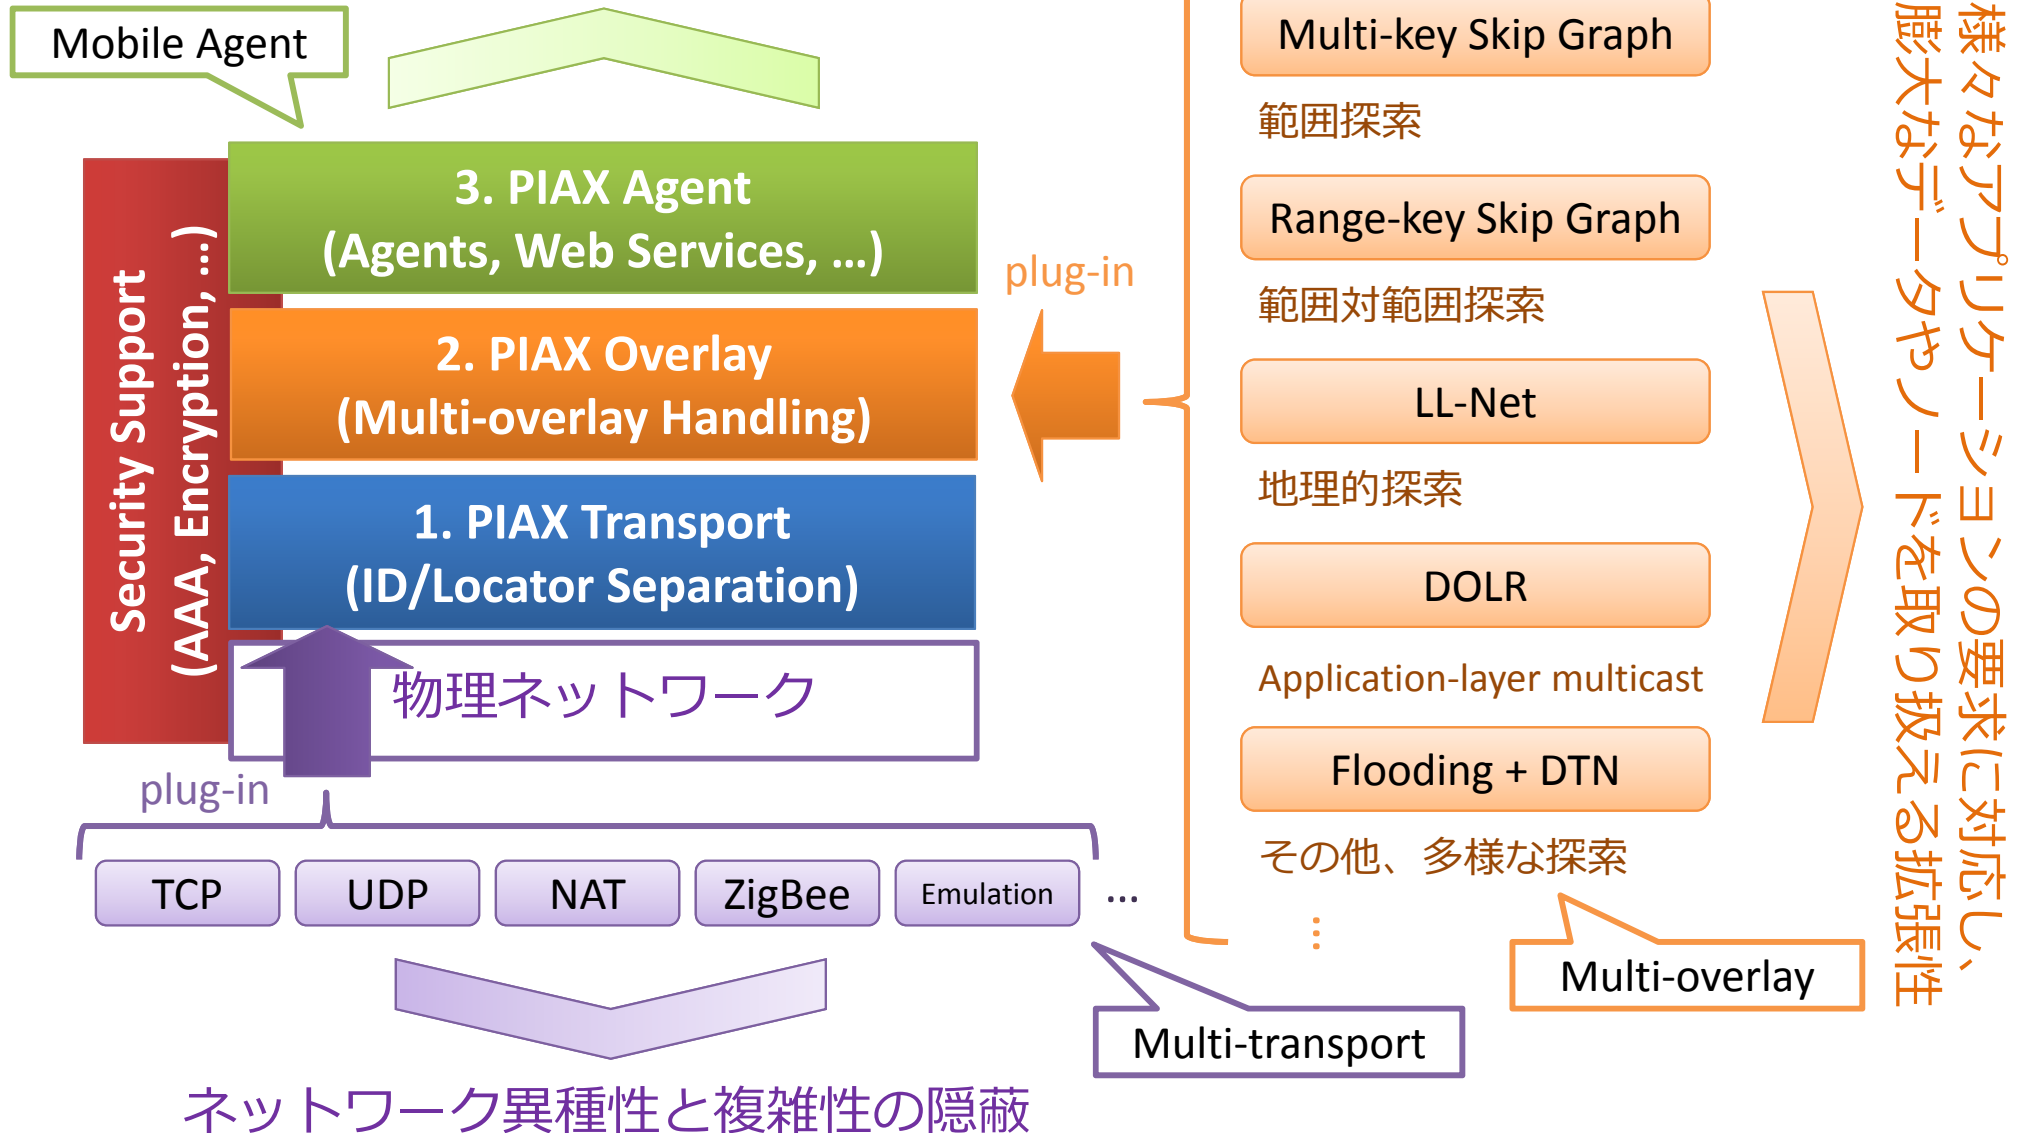 Mobile Agent
3. PIAX Agent
(Agents, Web Services, ...)
2. PIAX Overlay
(Multi-overlay Handling)
1. PIAX Transport
(ID/Locator Separation)
Security Support
(AAA, Encryption, ...)
物理ネットワーク
plug-in
TCP
UDP
NAT
ZigBee
Emulation
...
Multi-transport
ネットワーク異種性と複雑性の隠蔽
plug-in
Multi-key Skip Graph
範囲探索
Range-key Skip Graph
範囲対範囲探索
LL-Net
地理的探索
DOLR
Application-layer multicast
Flooding + DTN
その他、多様な探索
...
Multi-overlay
様々なアプリケーションの要求に対応し、
膨大なデータやノードを取り扱える拡張性